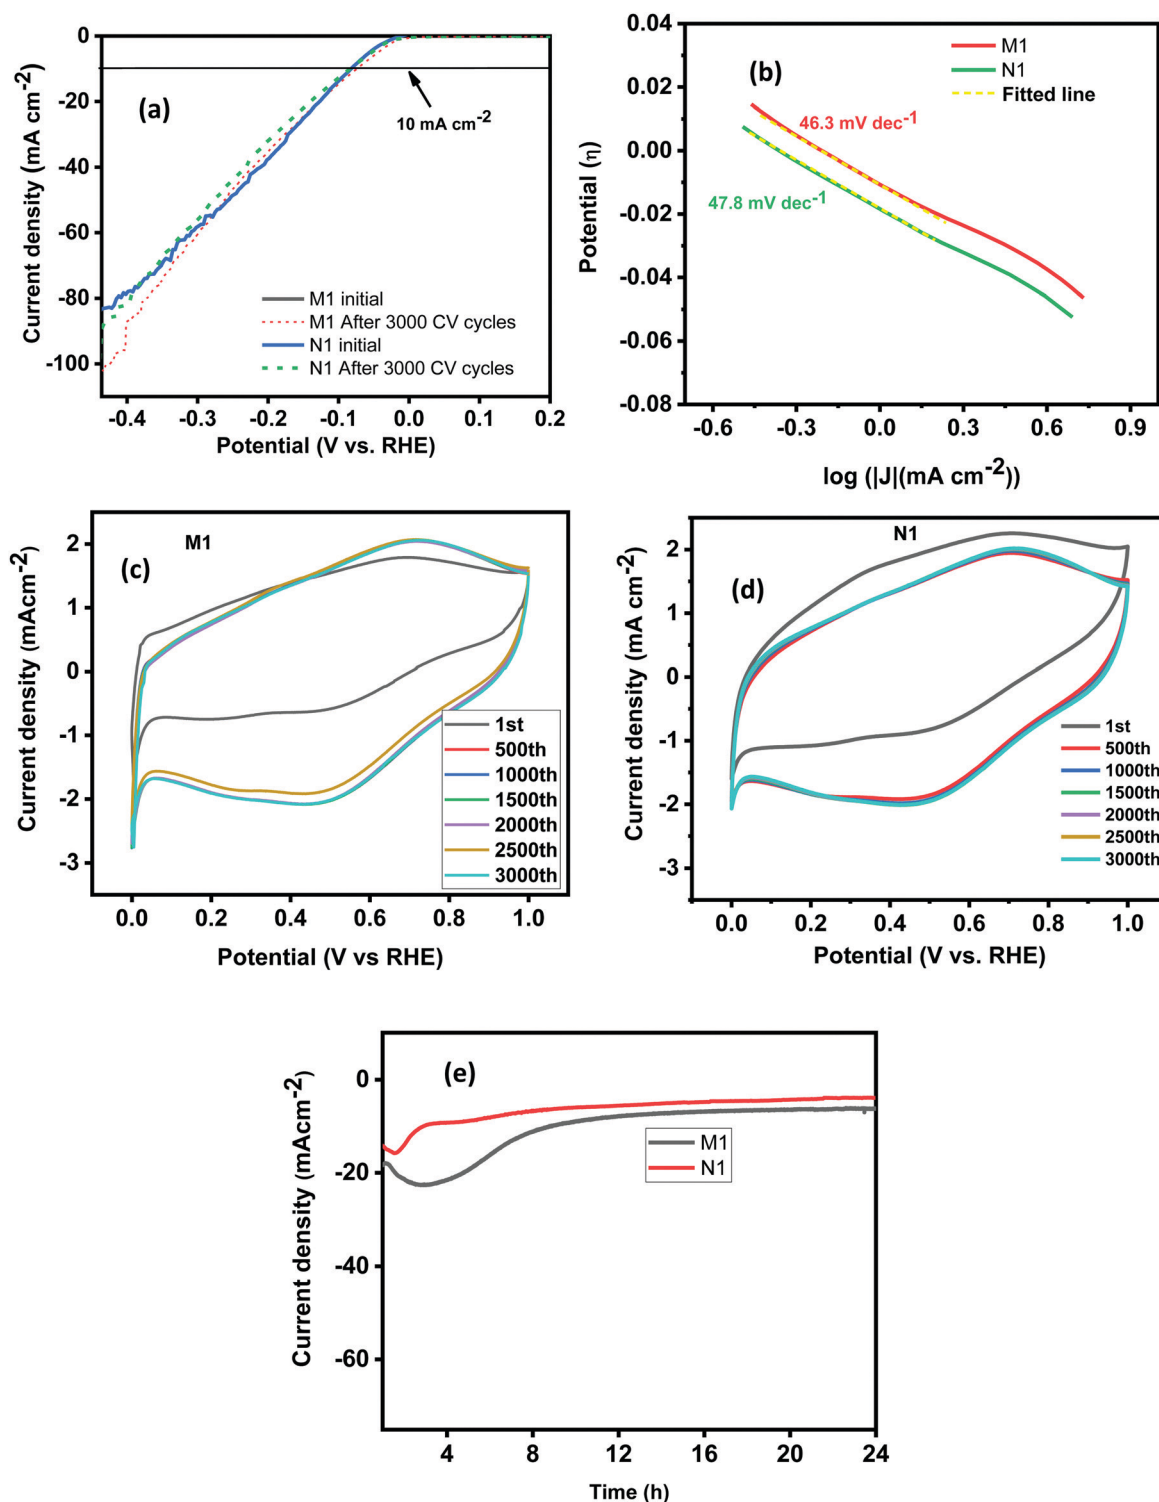 0
-20
-40
-60
-80
-100
Current density (mA cm-2)
(a)
10 mA cm-2
M1 initial
M1 After 3000 CV cycles
N1 initial
N1 After 3000 CV cycles
-0.4 -0.3 -0.2 -0.1 0.0 0.1 0.2
Potential (V vs. RHE)
0.04
0.02
0.00
-0.02
-0.04
-0.06
-0.08
Potential (η)
(b)
M1
N1
Fitted line
46.3 mV dec-1
47.8 mV dec-1
-0.6 -0.3 0.0 0.3 0.6 0.9
log (|J|(mA cm-2))
2
1
0
-1
-2
-3
Current density (mAcm-2)
M1
(c)
1st
500th
1000th
1500th
2000th
2500th
3000th
0.0 0.2 0.4 0.6 0.8 1.0
Potential (V vs RHE)
2
1
0
-1
-2
-3
Current density (mA cm-2)
N1
(d)
1st
500th
1000th
1500th
2000th
2500th
3000th
0.0 0.2 0.4 0.6 0.8 1.0
Potential (V vs. RHE)
0
-20
-40
-60
Current density (mAcm-2)
(e)
M1
N1
4 8 12 16 20 24
Time (h)